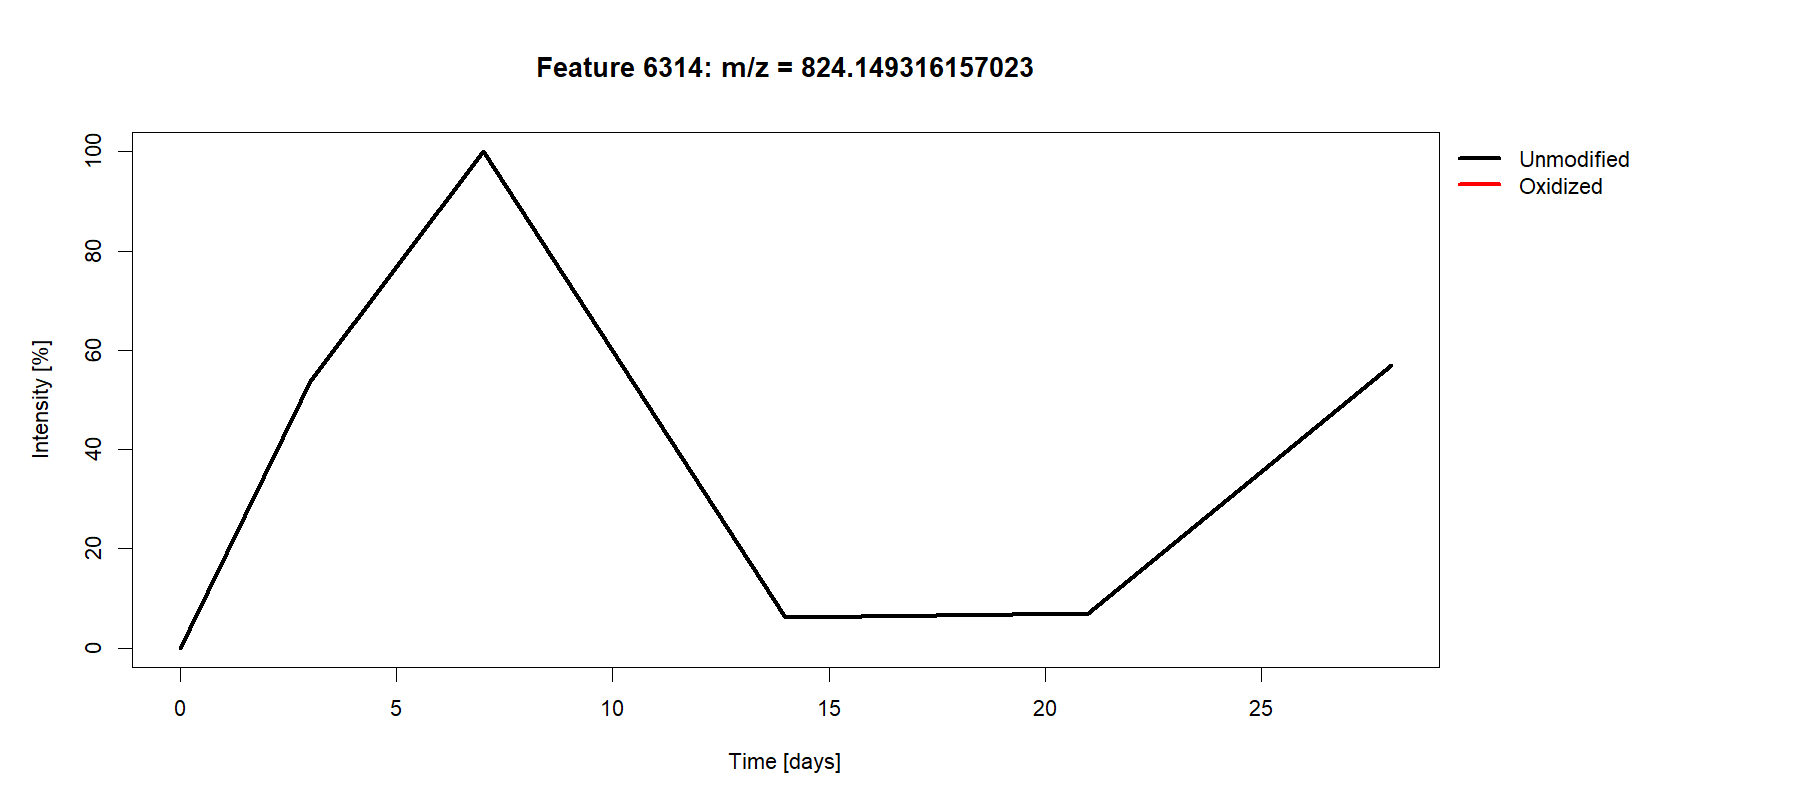 Feature 6314: m/z = 824.149316157023
Unmodified
Oxidized
Intensity [%]
100
80
60
40
20
0
0 5 10 15 20 25
Time [days]